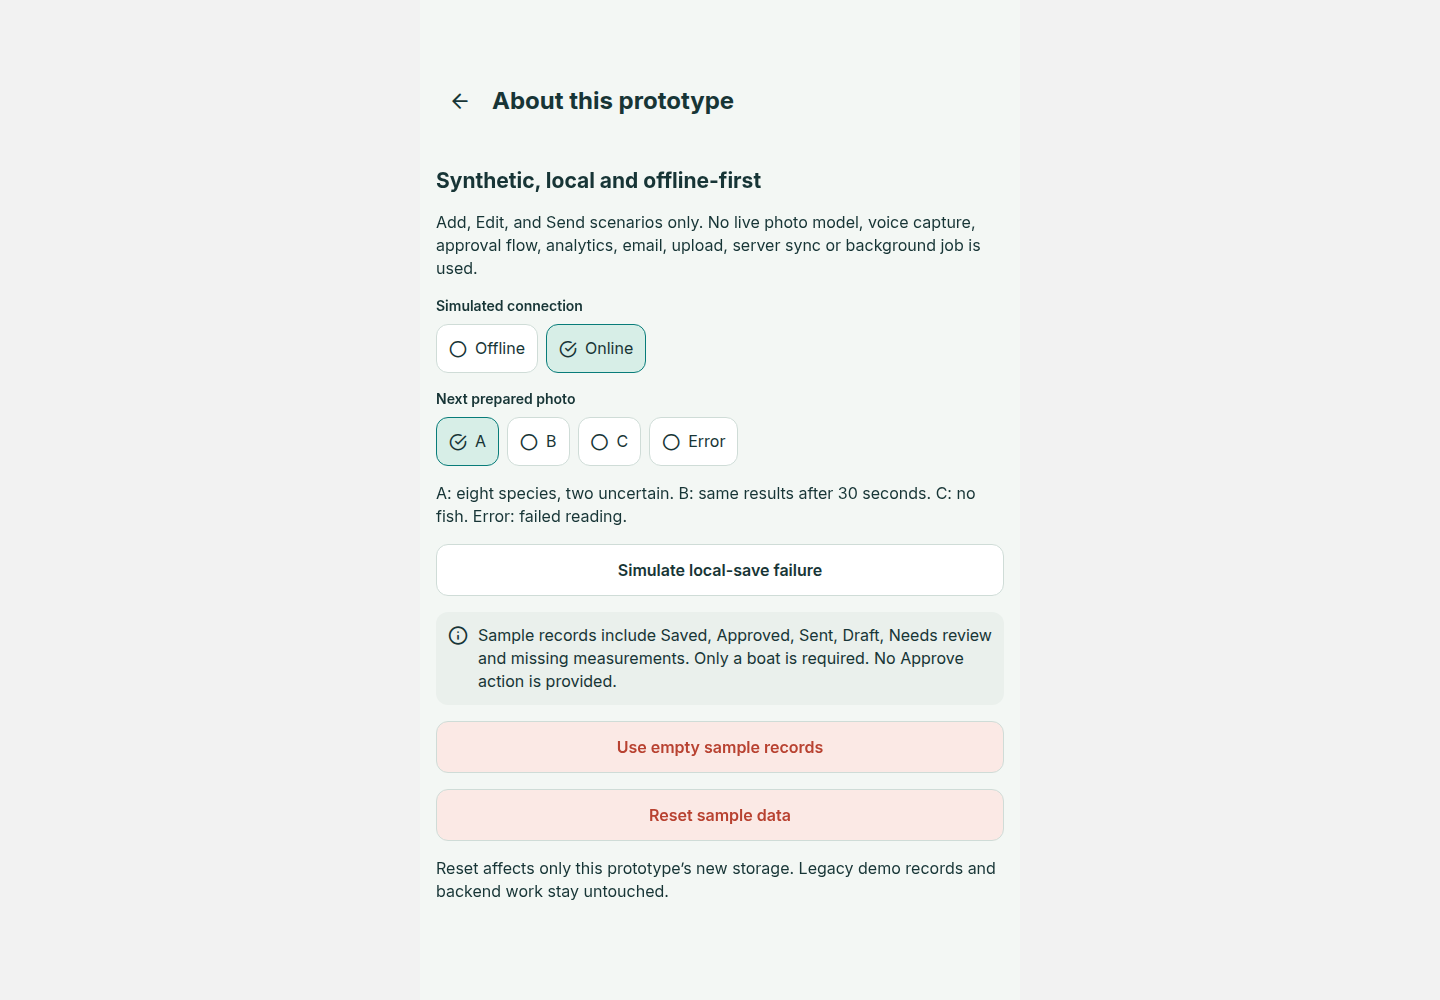 About this prototype
Synthetic, local and offline-first
Add, Edit, and Send scenarios only. No live photo model, voice capture,
approval flow, analytics, email, upload, server sync or background job is
used.
Simulated connection
Offline
Online
Next prepared photo
A
B
C
Error
A: eight species, two uncertain. B: same results after 30 seconds. C: no
fish. Error: failed reading.
Simulate local-save failure
Sample records include Saved, Approved, Sent, Draft, Needs review
and missing measurements. Only a boat is required. No Approve
action is provided.
Use empty sample records
Reset sample data
Reset affects only this prototype’s new storage. Legacy demo records and
backend work stay untouched.